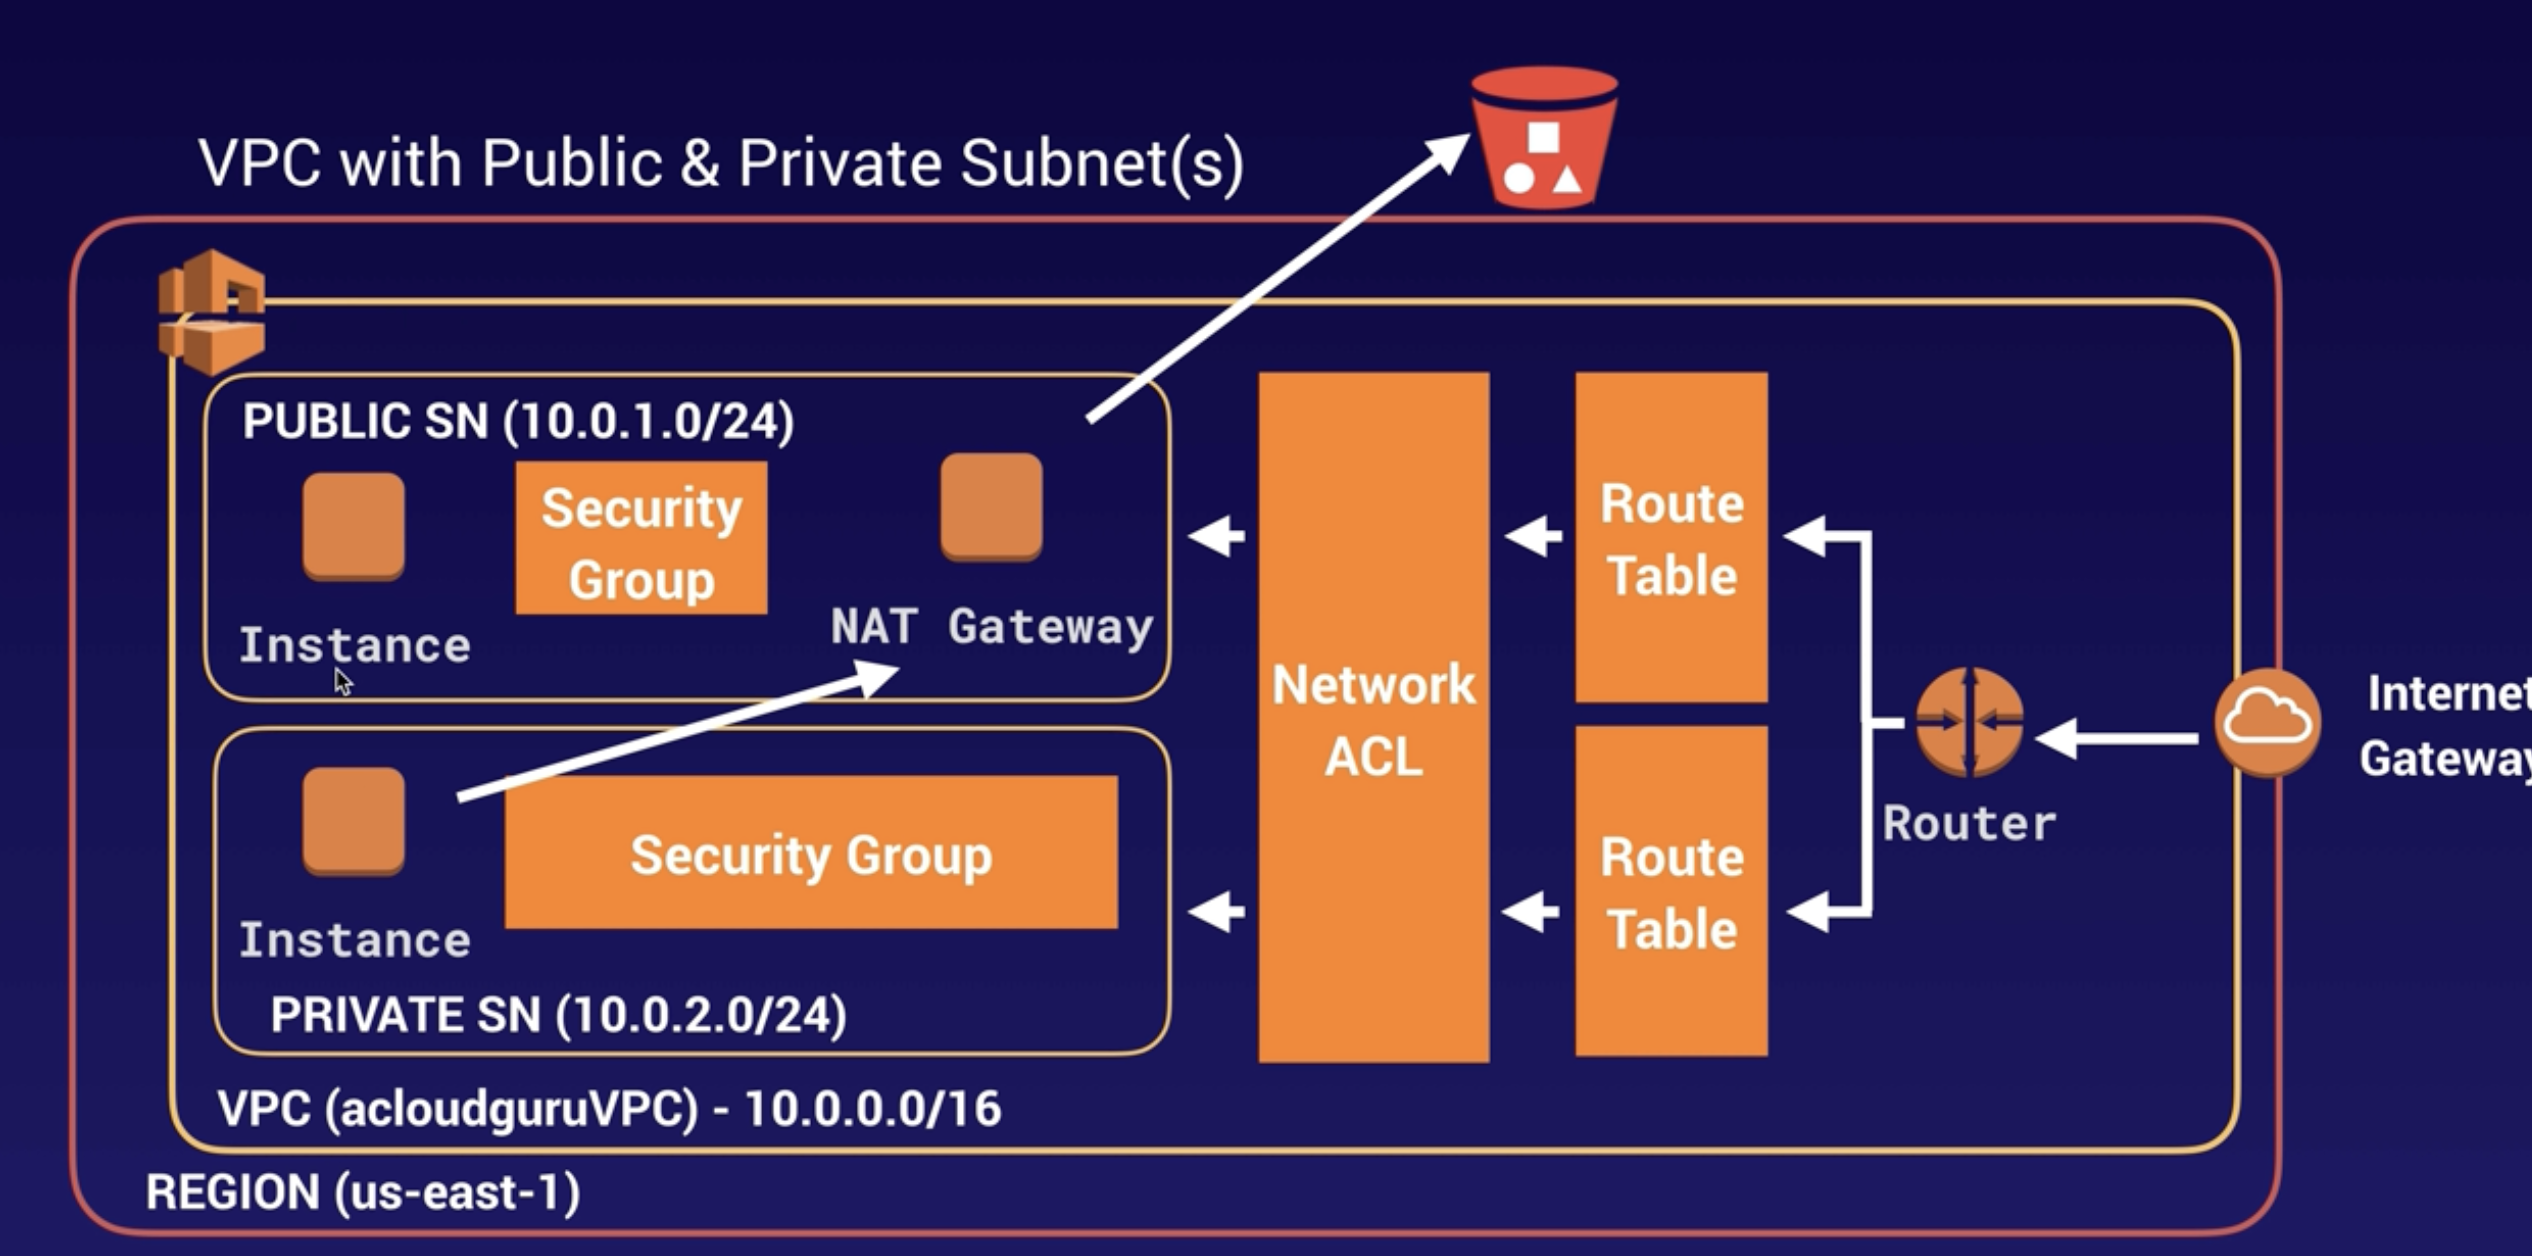 VPC with Public & Private Subnet(s)
PUBLIC SN (10.0.1.0/24)
Security
Group
Instance
NAT Gateway
Instance
Security Group
PRIVATE SN (10.0.2.0/24)
Network
ACL
Route
Table
Route
Table
Router
Internet
Gateway
VPC (acloudguruVPC) - 10.0.0.0/16
REGION (us-east-1)